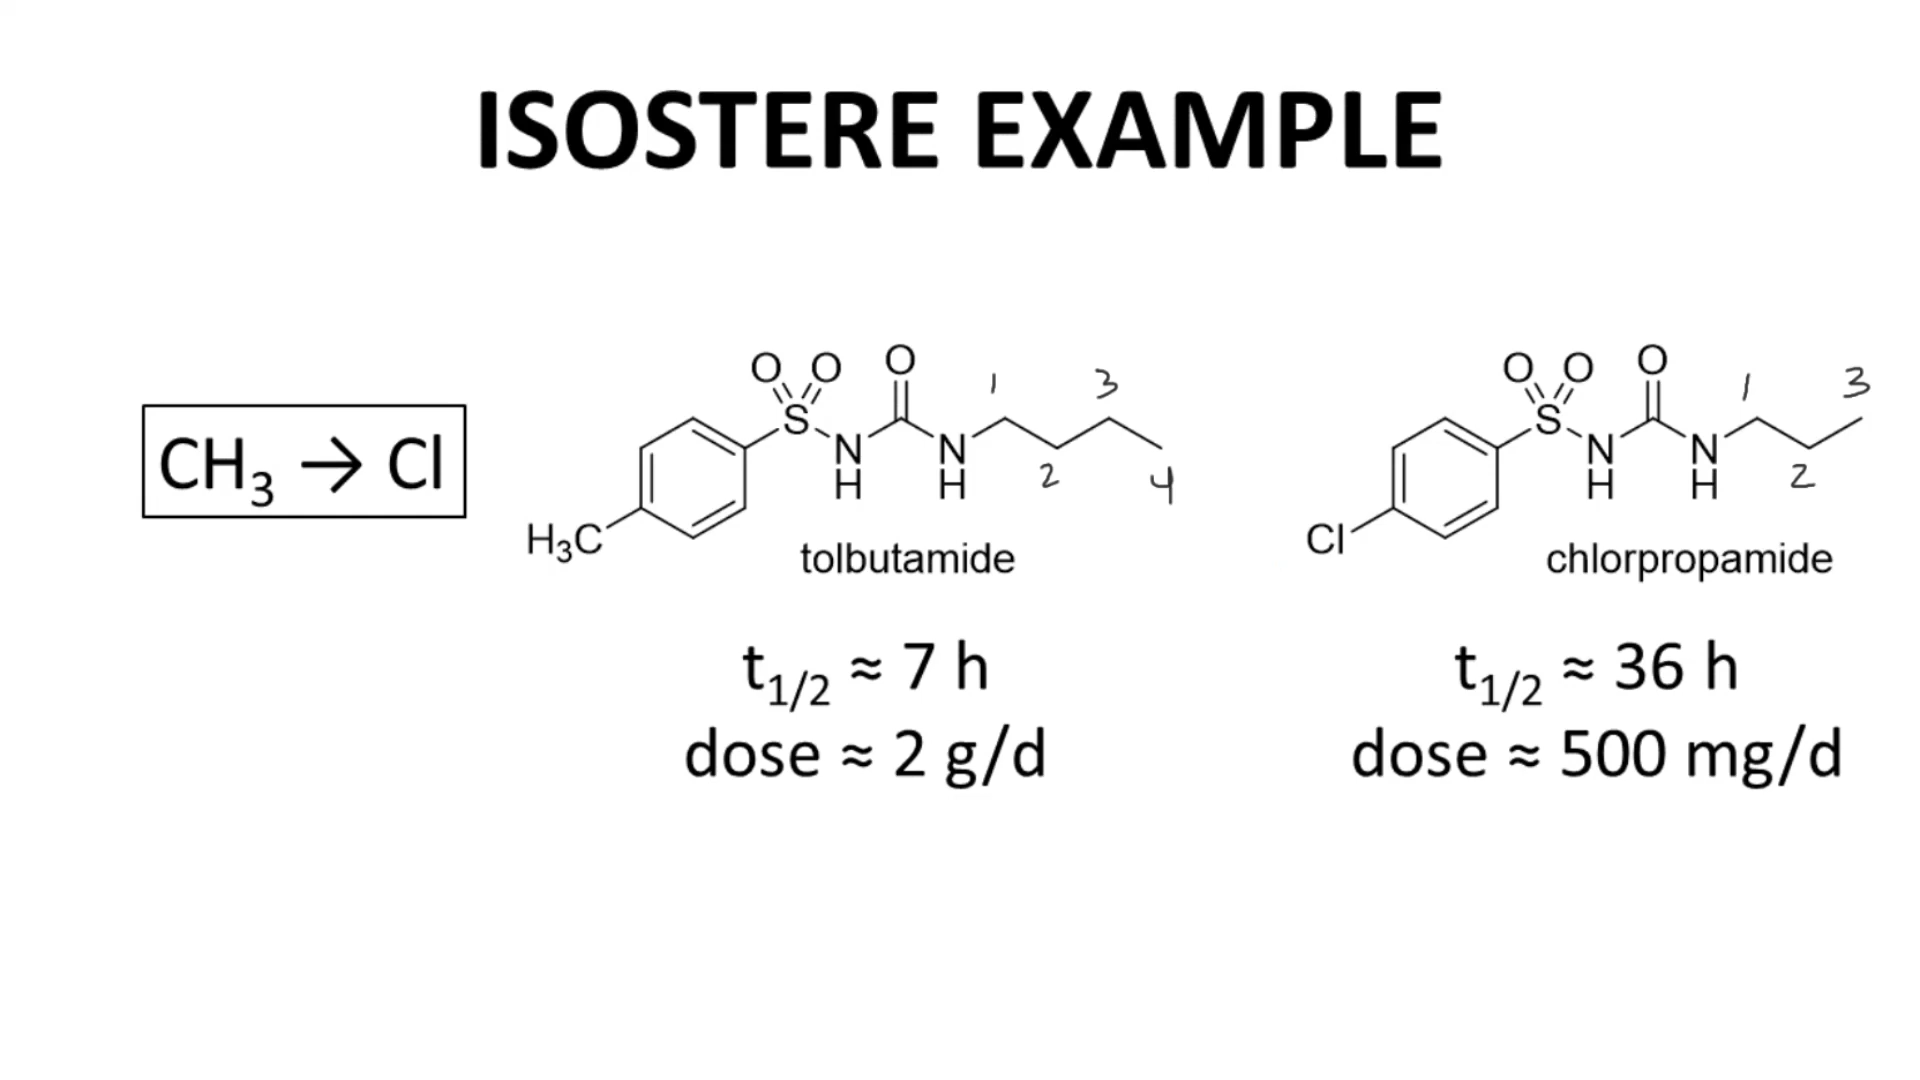 ISOSTERE EXAMPLE
CH₃ → Cl
O O O
S
N N
H H
H₃C
1 2 3 4
tolbutamide
t₁/₂ ≈ 7 h
dose ≈ 2 g/d
O O O
S
N N
H H
Cl
1 2 3
chlorpropamide
t₁/₂ ≈ 36 h
dose ≈ 500 mg/d